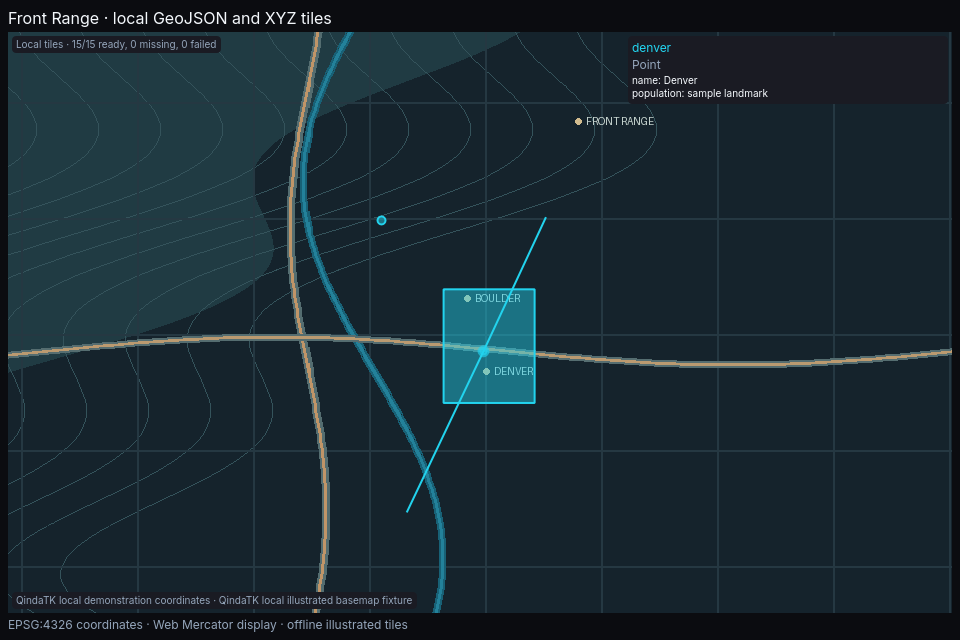 Front Range · local GeoJSON and XYZ tiles
Local tiles · 15/15 ready, 0 missing, 0 failed
denver
Point
name: Denver
population: sample landmark
FRONT RANGE
BOULDER
DENVER
QindaTK local demonstration coordinates · QindaTK local illustrated basemap fixture
EPSG:4326 coordinates · Web Mercator display · offline illustrated tiles